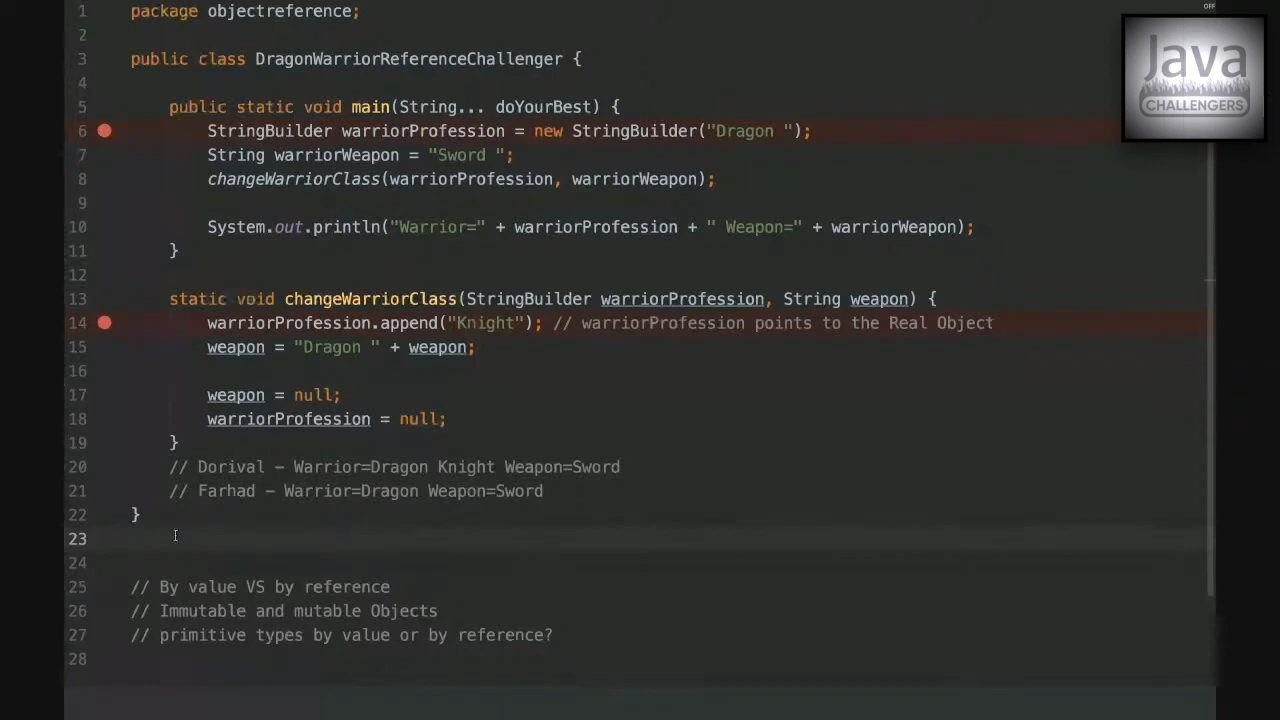 OFF
Java
CHALLENGERS
1 package objectreference;
2
3 public class DragonWarriorReferenceChallenger {
4
5 public static void main(String... doYourBest) {
6 StringBuilder warriorProfession = new StringBuilder("Dragon ");
7 String warriorWeapon = "Sword ";
8 changeWarriorClass(warriorProfession, warriorWeapon);
9
10 System.out.println("Warrior=" + warriorProfession + " Weapon=" + warriorWeapon);
11 }
12
13 static void changeWarriorClass(StringBuilder warriorProfession, String weapon) {
14 warriorProfession.append("Knight"); // warriorProfession points to the Real Object
15 weapon = "Dragon " + weapon;
16
17 weapon = null;
18 warriorProfession = null;
19 }
20 // Dorival – Warrior=Dragon Knight Weapon=Sword
21 // Farhad – Warrior=Dragon Weapon=Sword
22 }
23
24
25 // By value VS by reference
26 // Immutable and mutable Objects
27 // primitive types by value or by reference?
28